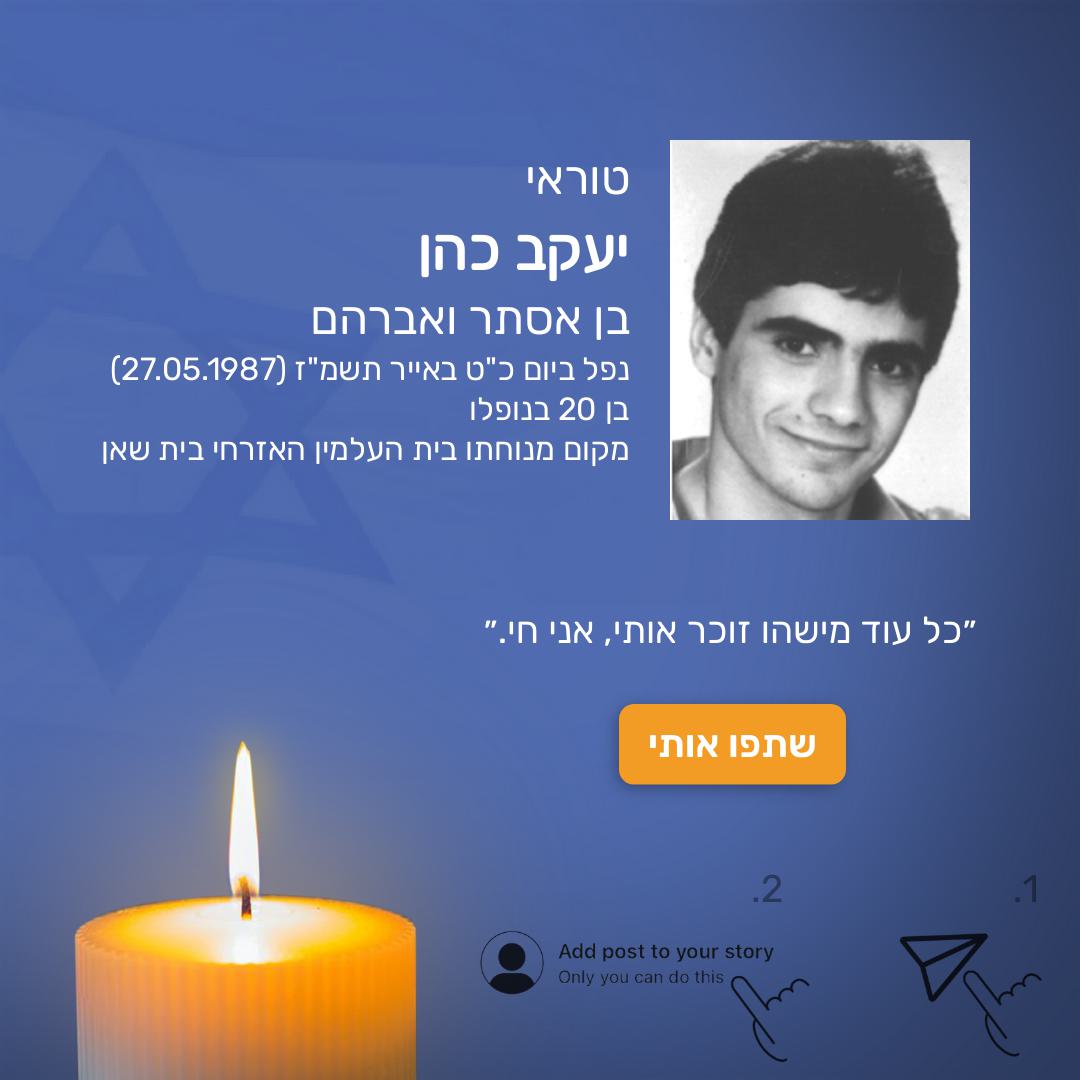 טוראי
יעקב כהן
בן אסתר ואברהם
נפל ביום כ"ט באייר תשמ"ז (27.05.1987)
בן 20 בנופלו
מקום מנוחתו בית העלמין האזרחי בית שאן
״כל עוד מישהו זוכר אותי, אני חי.״
שתפו אותי
.1
.2
Add post to your story
Only you can do this